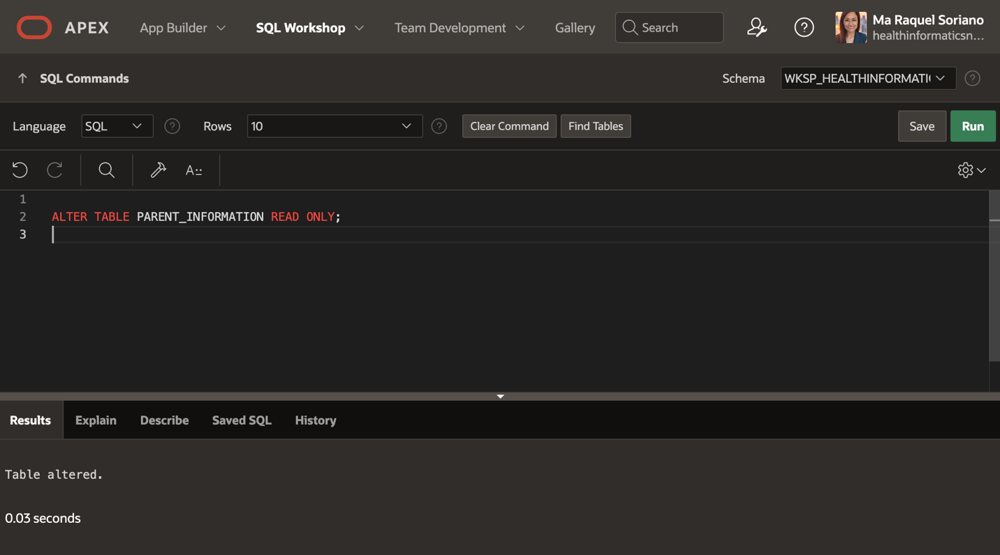 APEX App Builder SQL Workshop Team Development Gallery Search Ma Raquel Soriano
healthinformaticsn...
SQL Commands Schema WKSP_HEALTHINFORMATI
Language SQL Rows 10 Clear Command Find Tables Save Run
A::
1
2 ALTER TABLE PARENT_INFORMATION READ ONLY;
3
Results Explain Describe Saved SQL History
Table altered.
0.03 seconds